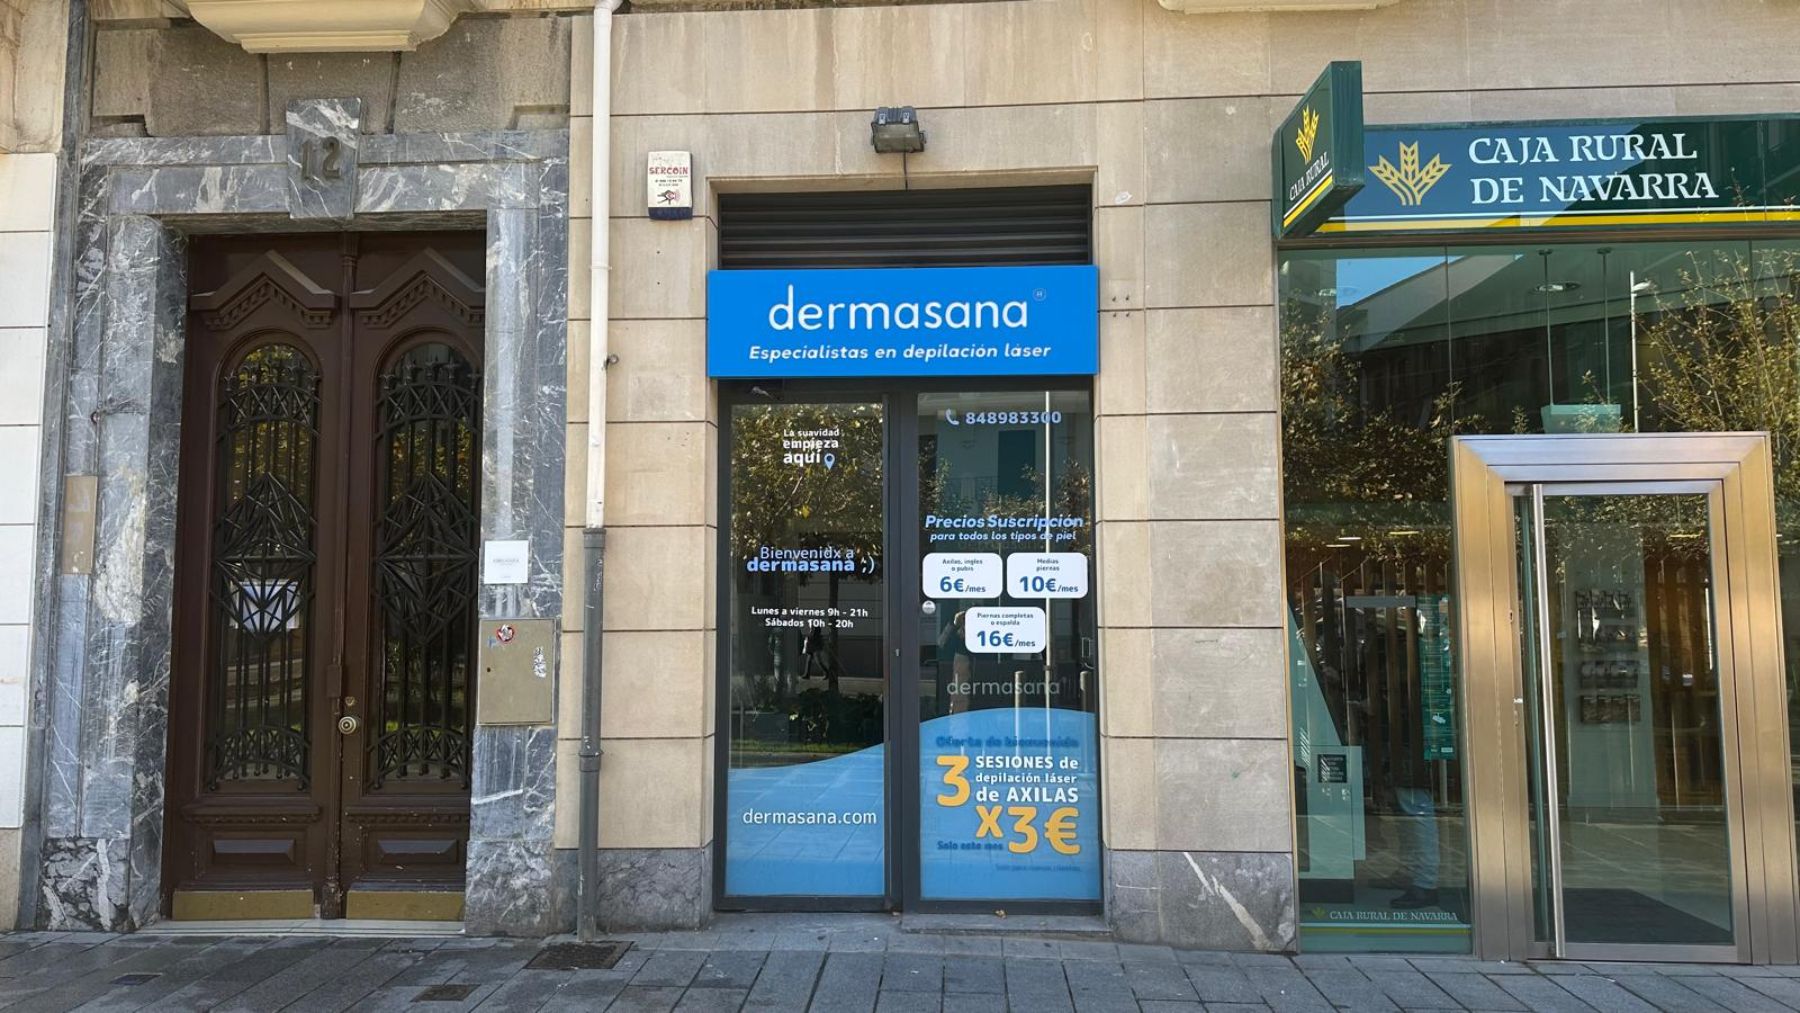 12
SERCOIN
dermasana
Especialistas en depilación láser
La suavidad
empieza
aquí
Bienvenidx a
dermasana ;)
Lunes a viernes 9h - 21h
Sábados 10h - 20h
dermasana.com
848983300
Precios Suscripción
para todos los tipos de piel
Axilas, ingles
o pubis
6€/mes
Medias
piernas
10€/mes
Piernas completas
o espalda
16€/mes
dermasana
Oferta de bienvenida
3 SESIONES de
depilación láser
de AXILAS
x3€
Solo este mes
CAJA RURAL
CAJA RURAL
DE NAVARRA
CAJA RURAL DE NAVARRA